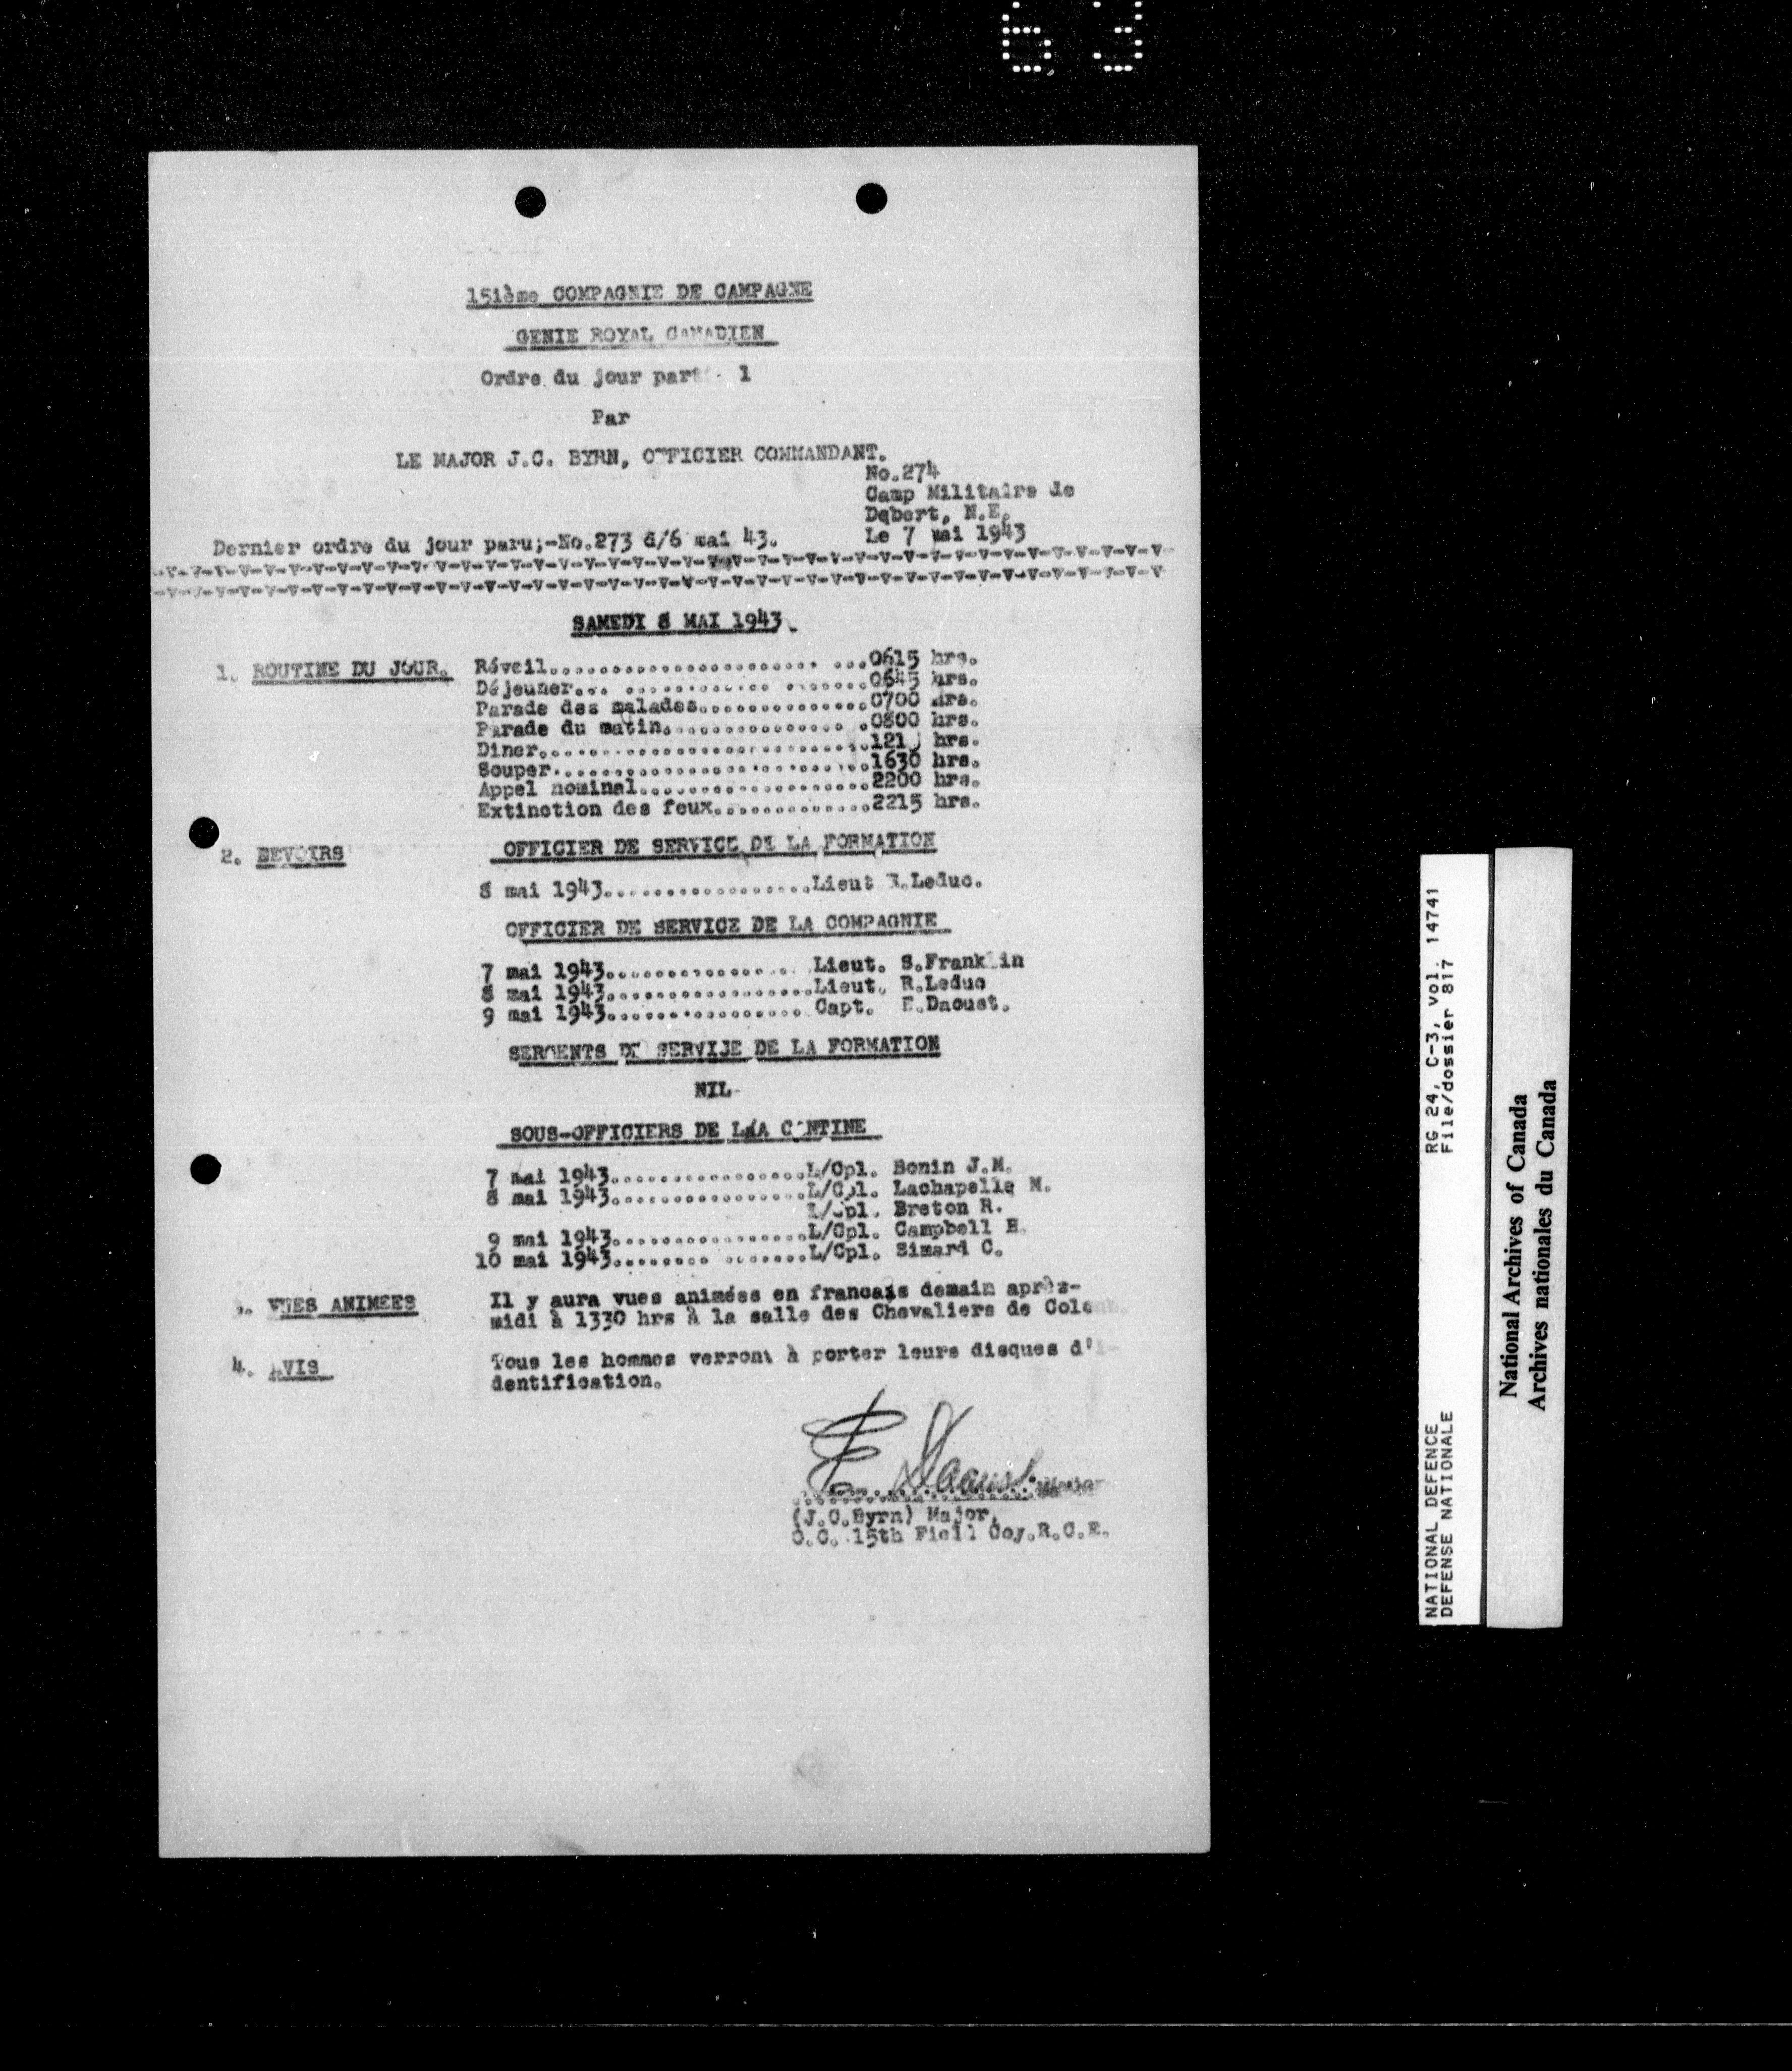 63
15ième COMPAGNIE DE CAMPAGNE
GENIE ROYAL CANADIEN
Ordre du jour part 1
Par
LE MAJOR J.C. BYRN, OFFICIER COMMANDANT.
No.274
Camp Militaire de
Debert, N.E.
Dernier ordre du jour paru;-No.273 d/6 mai 43. Le 7 mai 1943
SAMEDI 8 MAI 1943.
1. ROUTINE DU JOUR. Réveil........................ ...0615 hrs.
Déjeuner... ............ .......0645 hrs.
Parade des malades..............0700 hrs.
Parade du matin............... .0800 hrs.
Diner........................... hrs.
Souper..........................1630 hrs.
Appel nominal...................2200 hrs.
Extinction des feux.............2215 hrs.
2. DEVOIRS OFFICIER DE SERVICE DE LA FORMATION
8 mai 1943.................Lieut Leduc.
OFFICIER DE SERVICE DE LA COMPAGNIE
7 mai 1943............... Lieut. S.Franklin
8 mai 1943.................Lieut. R.Leduc
9 mai 1943................ Capt. E.Daoust.
SERGENTS DE SERVIJE DE LA FORMATION
NIL
SOUS-OFFICIERS DE LA CANTINE
7 mai 1943................L/Cpl. Bonin J.M.
8 mai 1943................L/Cpl. Lachapelle M.
L/Cpl. Breton R.
9 mai 1943................L/Cpl. Campbell
10 mai 1943........ .......L/Cpl. Simard C.
3. VUES ANIMEES Il y aura vues animées en francais demain après-
midi à 1330 hrs à la salle des Chevaliers de Colomb.
4. AVIS Tous les hommes verront à porter leurs disques d'i-
dentification.
E. Daoust
(J.C.Byrn) Major,
O.C. 15th Field Coy.R.C.E.
NATIONAL DEFENCE RG 24, C-3, vol. 14741
DEFENSE NATIONALE File/dossier 817
National Archives of Canada
Archives nationales du Canada